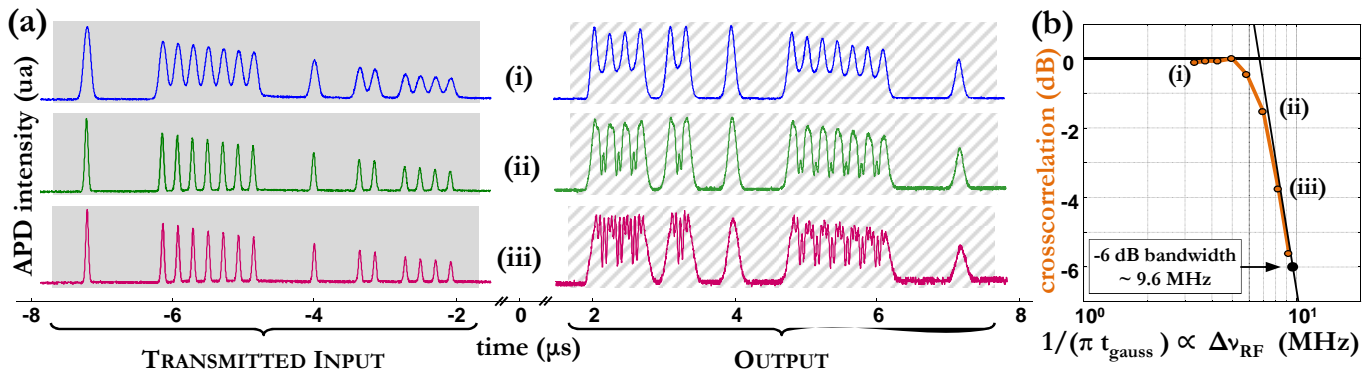 (a)
APD intensity (ua)
(i)
(ii)
(iii)
-8 -6 -4 -2 0 2 4 6 8
time (μs)
TRANSMITTED INPUT
OUTPUT
(b)
crosscorrelation (dB)
0
-2
-4
-6
(i)
(ii)
(iii)
-6 dB bandwidth
~ 9.6 MHz
10⁰ 10¹
1/(π t_gauss) ∝ Δν_RF (MHz)